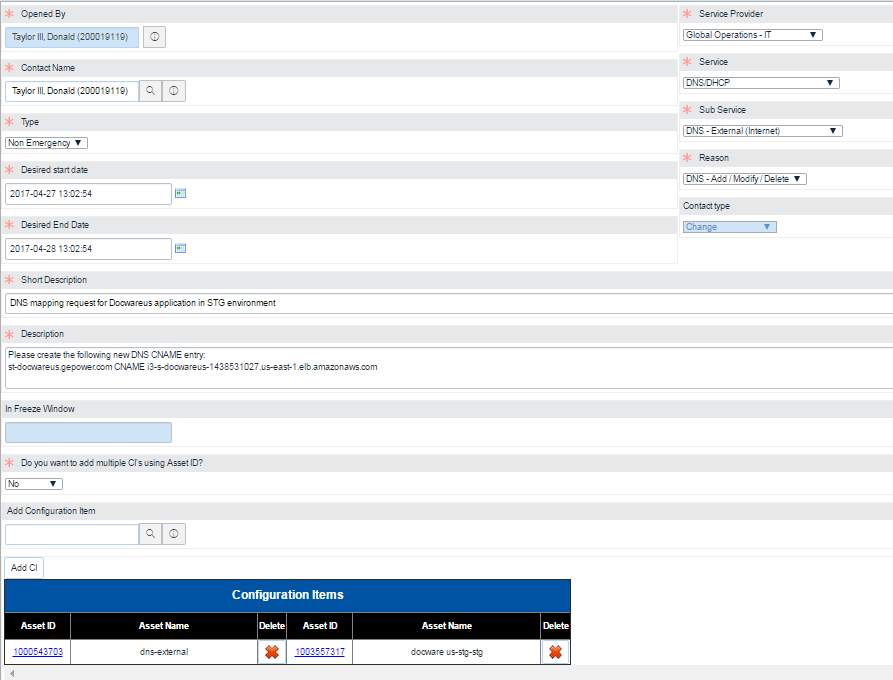 Opened By
Taylor III, Donald (200019119)
Contact Name
Taylor III, Donald (200019119)
Type
Non Emergency
Desired start date
2017-04-27 13:02:54
Desired End Date
2017-04-28 13:02:54
Service Provider
Global Operations - IT
Service
DNS/DHCP
Sub Service
DNS - External (Internet)
Reason
DNS - Add / Modify / Delete
Contact type
Change
Short Description
DNS mapping request for Docwareus application in STG environment
Description
Please create the following new DNS CNAME entry:
st-docwareus.gepower.com CNAME i3-s-docwareus-1438531027.us-east-1.elb.amazonaws.com
In Freeze Window
Do you want to add multiple CI's using Asset ID?
No
Add Configuration Item
Add CI
Configuration Items
Asset ID Asset Name Delete Asset ID Asset Name Delete
1000543703 dns-external 1003557317 docware us-stg-stg